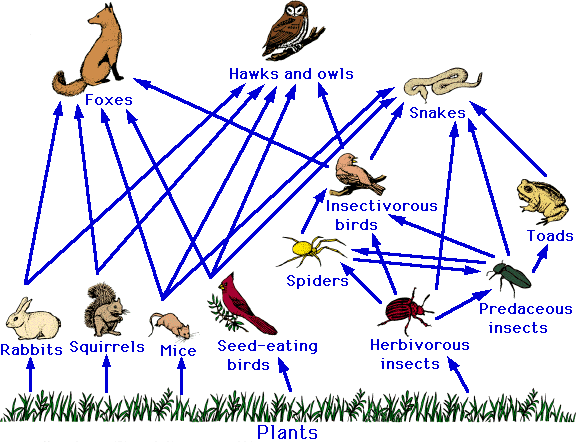 Hawks and owls
Foxes
Snakes
Insectivorous
birds
Toads
Spiders
Predaceous
insects
Rabbits
Squirrels
Mice
Seed-eating
birds
Herbivorous
insects
Plants